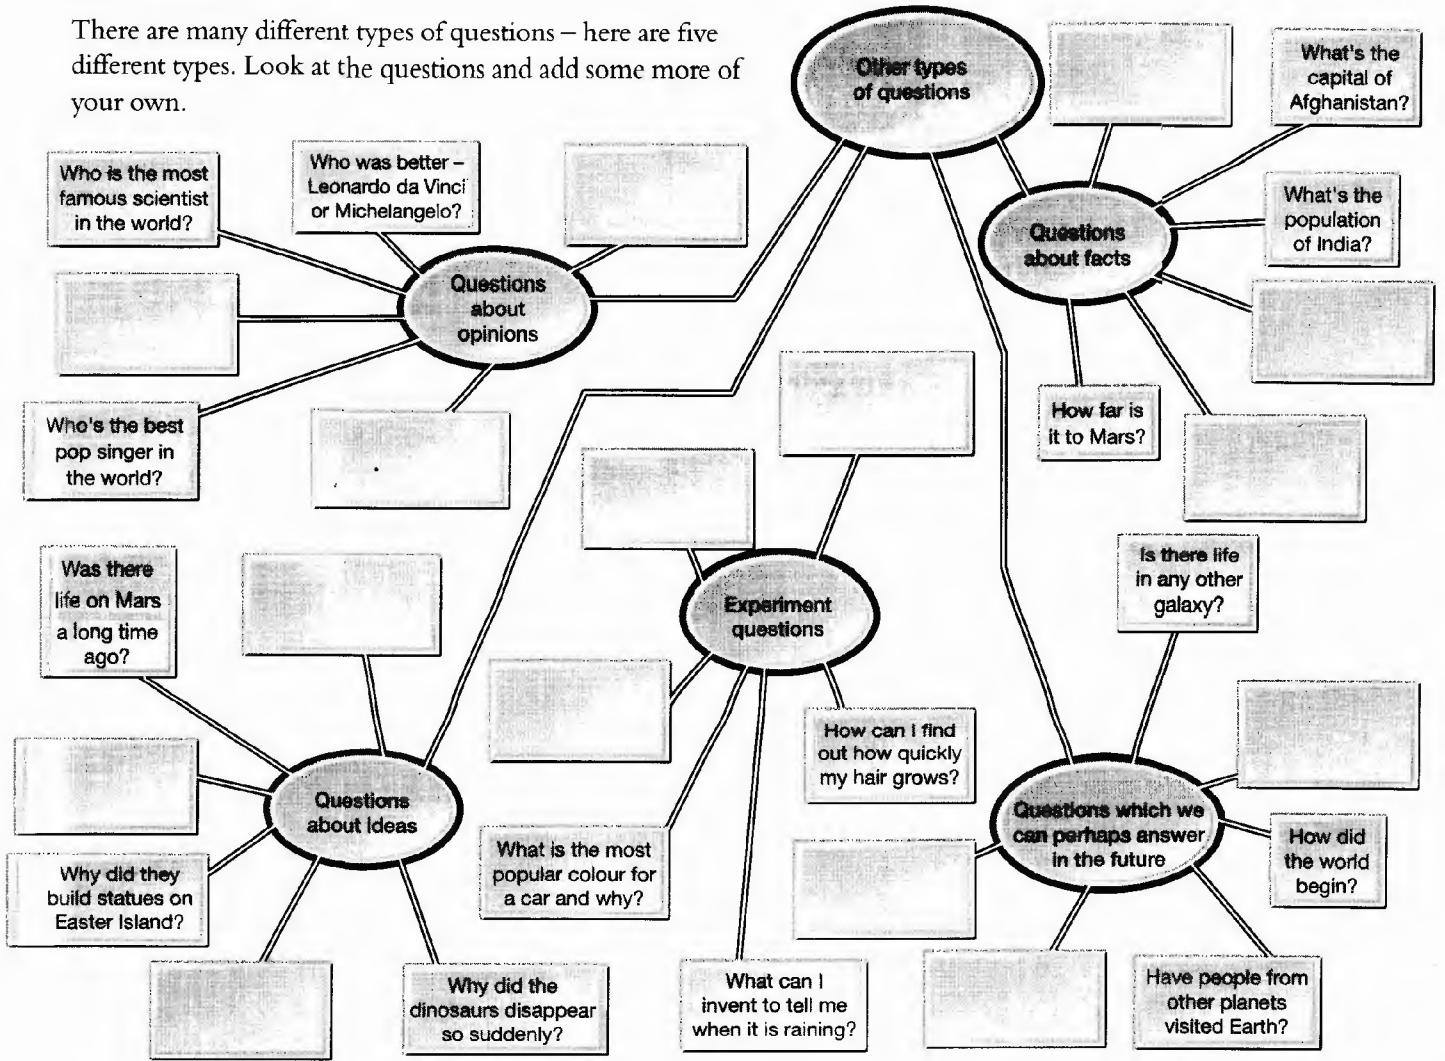 There are many different types of questions – here are five
different types. Look at the questions and add some more of
your own.
Other types
of questions
What's the
capital of
Afghanistan?
Who is the most
famous scientist
in the world?
Who was better –
Leonardo da Vinci
or Michelangelo?
What's the
population
of India?
Questions
about facts
Questions
about
opinions
How far is
it to Mars?
Who's the best
pop singer in
the world?
Was there
life on Mars
a long time
ago?
Is there life
in any other
galaxy?
Experiment
questions
How can I find
out how quickly
my hair grows?
Questions
about ideas
Questions which we
can perhaps answer
in the future
How did
the world
begin?
What is the most
popular colour for
a car and why?
Why did they
build statues on
Easter Island?
Why did the
dinosaurs disappear
so suddenly?
What can I
invent to tell me
when it is raining?
Have people from
other planets
visited Earth?